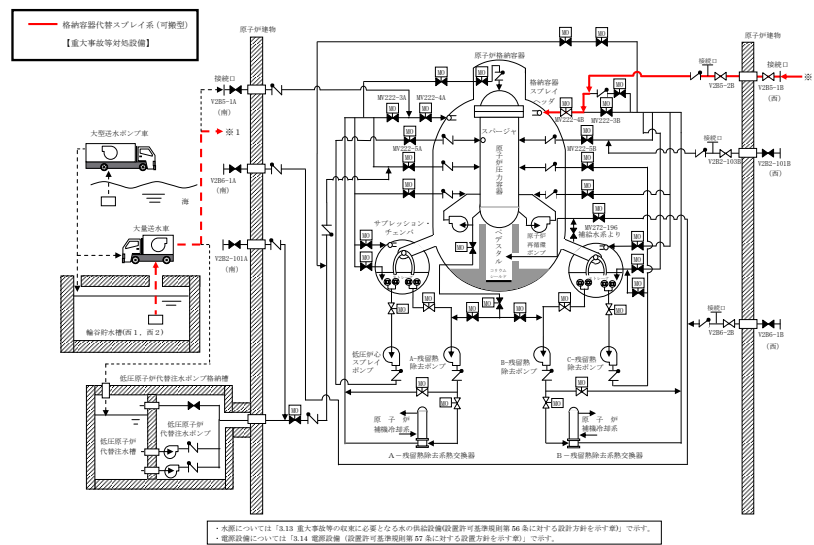 格納容器代替スプレイ系(可搬型)
【重大事故等対処設備】
原子炉建物
原子炉建物
接続口
V2B5-1A
(南)
※1
V2B6-1A
(南)
V2B2-101A
(南)
大型送水ポンプ車
海
大量送水車
輪谷貯水槽(西1，西2)
低圧原子炉代替注水ポンプ格納槽
低圧原子炉
代替注水ポンプ
低圧原子炉
代替注水槽
MO
MO
MO
MO
MO
MO
原子炉格納容器
格納容器
スプレイ
ヘッダ
MV222-3A
MV222-4A
MV222-5A
MV222-4B
MV222-3B
MV222-5B
スパージャ
原子炉圧力容器
サプレッション・
チェンバ
ペデスタル
コリウム
シールド
原子炉
再循環
ポンプ
MV272-196
補給水系より
接続口
V2B5-2B
接続口
V2B5-1B
(西)
※
接続口
V2B2-103B
V2B2-101B
(西)
接続口
V2B6-2B
V2B6-1B
(西)
低圧炉心
スプレイ
ポンプ
A-残留熱
除去ポンプ
B-残留熱
除去ポンプ
C-残留熱
除去ポンプ
原子炉
補機冷却系
原子炉
補機冷却系
A－残留熱除去系熱交換器
B－残留熱除去系熱交換器
・水源については「3.13 重大事故等の収束に必要となる水の供給設備(設置許可基準規則第56条に対する設計方針を示す章)」で示す。
・電源設備については「3.14 電源設備（設置許可基準規則第57条に対する設計方針を示す章)」で示す。